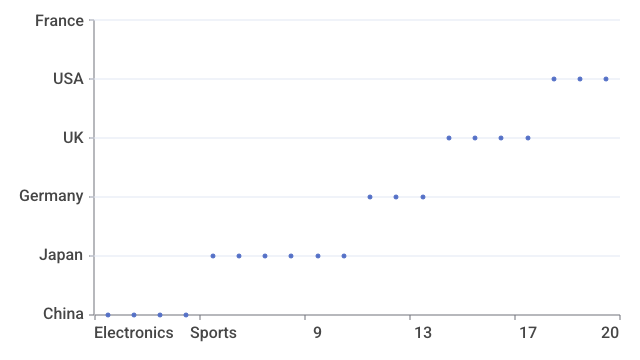 France
USA
UK
Germany
Japan
China
Electronics Sports 9 13 17 20